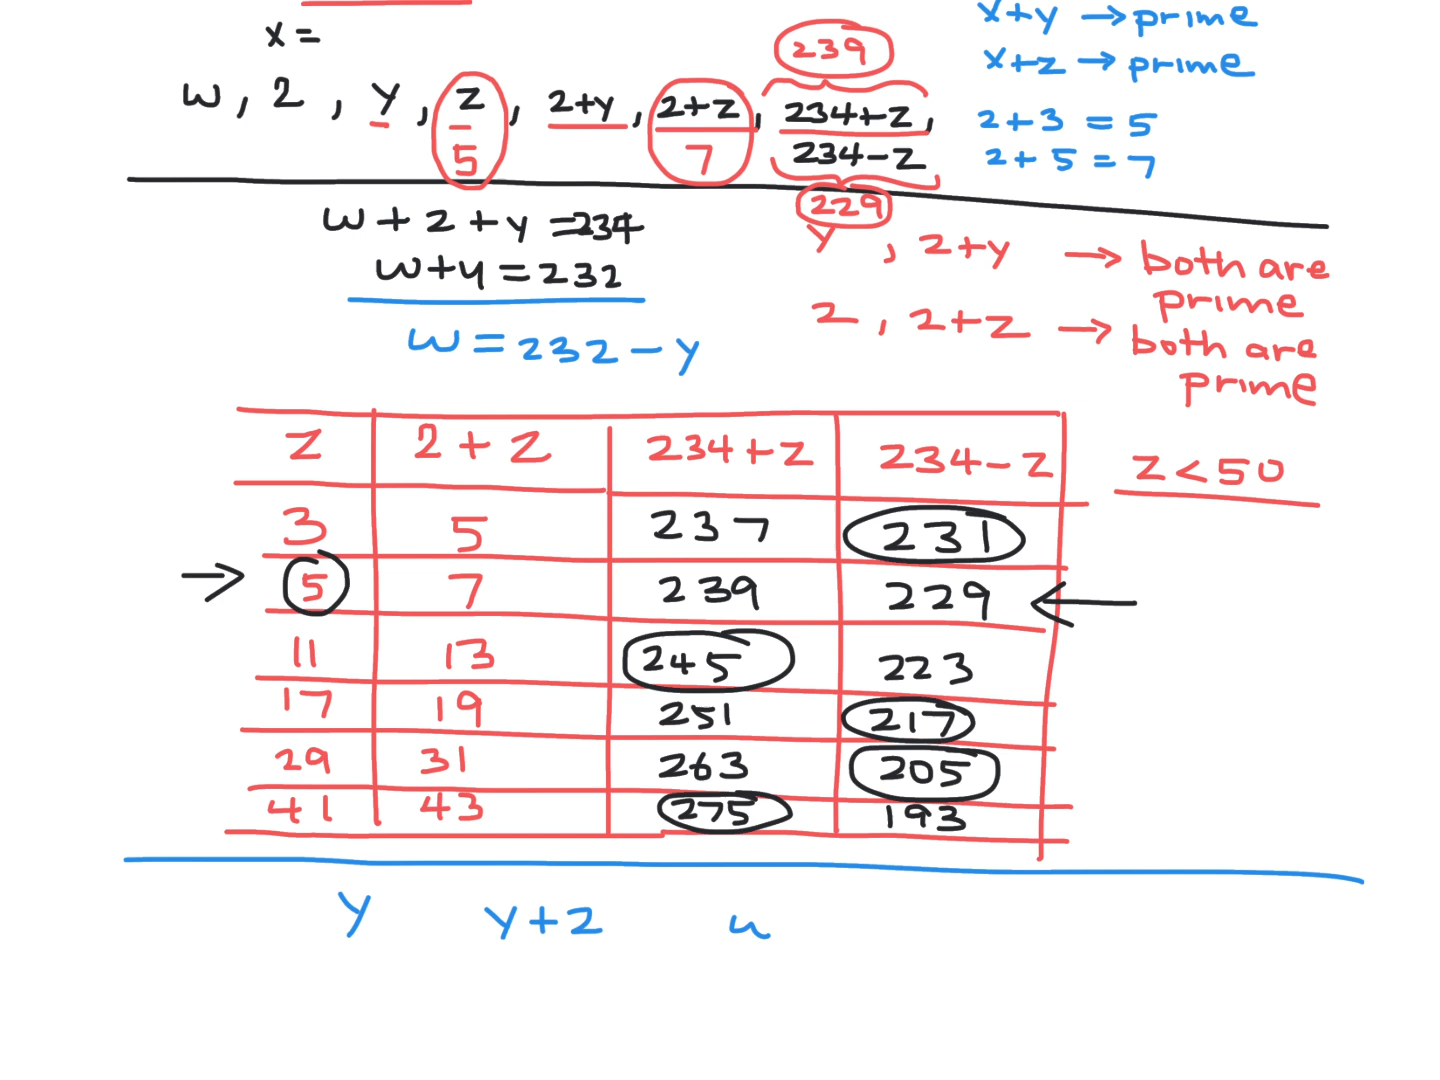 x+y → prime
x =
239
x+z → prime
w, 2, y, z, 2+y, 2+z, 234+z,
5
7
234-z
2+3 = 5
2+5 = 7
229
w+2+y = 234
y, 2+y → both are prime
w+y = 232
z, 2+z → both are prime
w = 232-y
z 2+z 234+z 234-z
z<50
3 5 237 231
→ 5 7 239 229 ←
11 13 245 223
17 19 251 217
29 31 263 205
41 43 275 193
y y+2